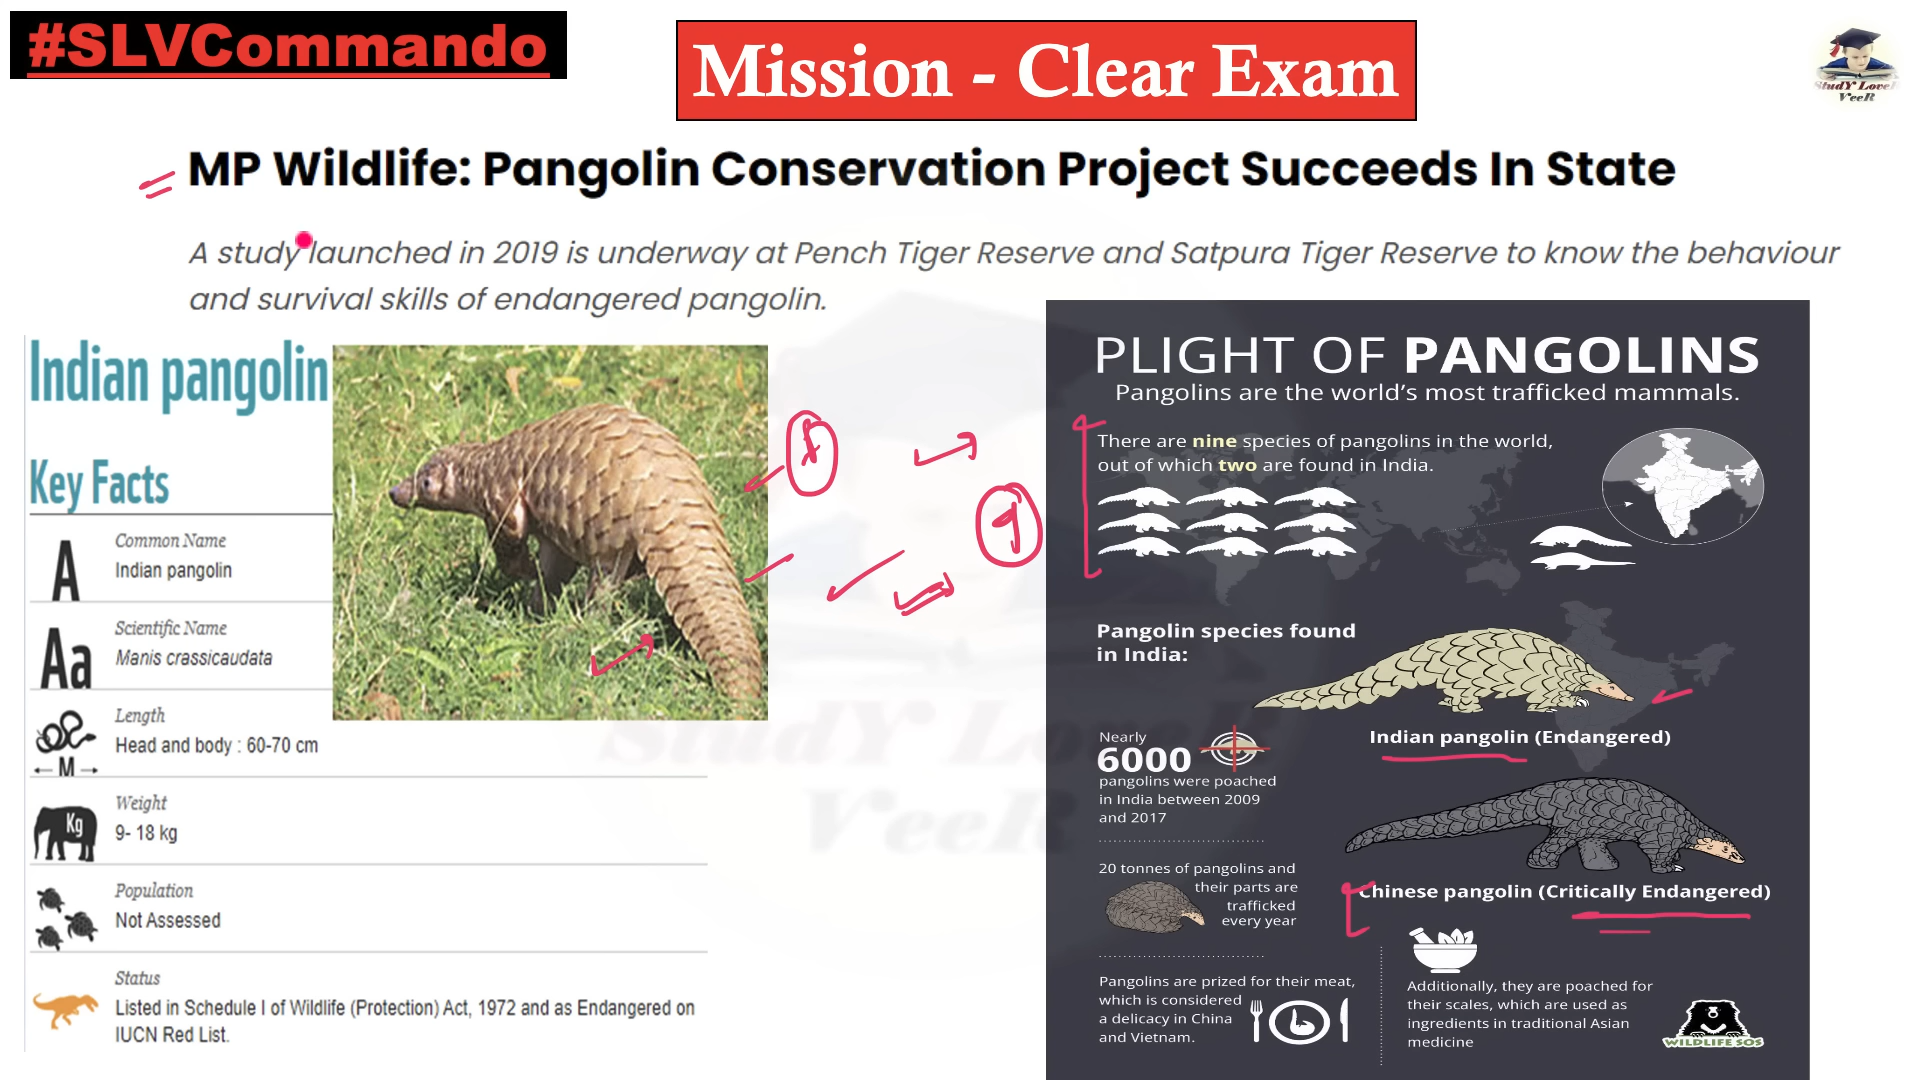 #SLVCommando
Mission - Clear Exam
StudY LoveR
VeeR
MP Wildlife: Pangolin Conservation Project Succeeds In State
A study launched in 2019 is underway at Pench Tiger Reserve and Satpura Tiger Reserve to know the behaviour
and survival skills of endangered pangolin.
Indian pangolin
Key Facts
A
Common Name
Indian pangolin
Aa
Scientific Name
Manis crassicaudata
M
Length
Head and body : 60-70 cm
Kg
Weight
9- 18 kg
Population
Not Assessed
Status
Listed in Schedule I of Wildlife (Protection) Act, 1972 and as Endangered on
IUCN Red List.
9
StudY LoveR
VeeR
PLIGHT OF PANGOLINS
Pangolins are the world's most trafficked mammals.
There are nine species of pangolins in the world,
out of which two are found in India.
Pangolin species found
in India:
Indian pangolin (Endangered)
Nearly
6000
pangolins were poached
in India between 2009
and 2017
20 tonnes of pangolins and
their parts are
trafficked
every year
Chinese pangolin (Critically Endangered)
Pangolins are prized for their meat,
which is considered
a delicacy in China
and Vietnam.
Additionally, they are poached for
their scales, which are used as
ingredients in traditional Asian
medicine
WILDLIFE SOS